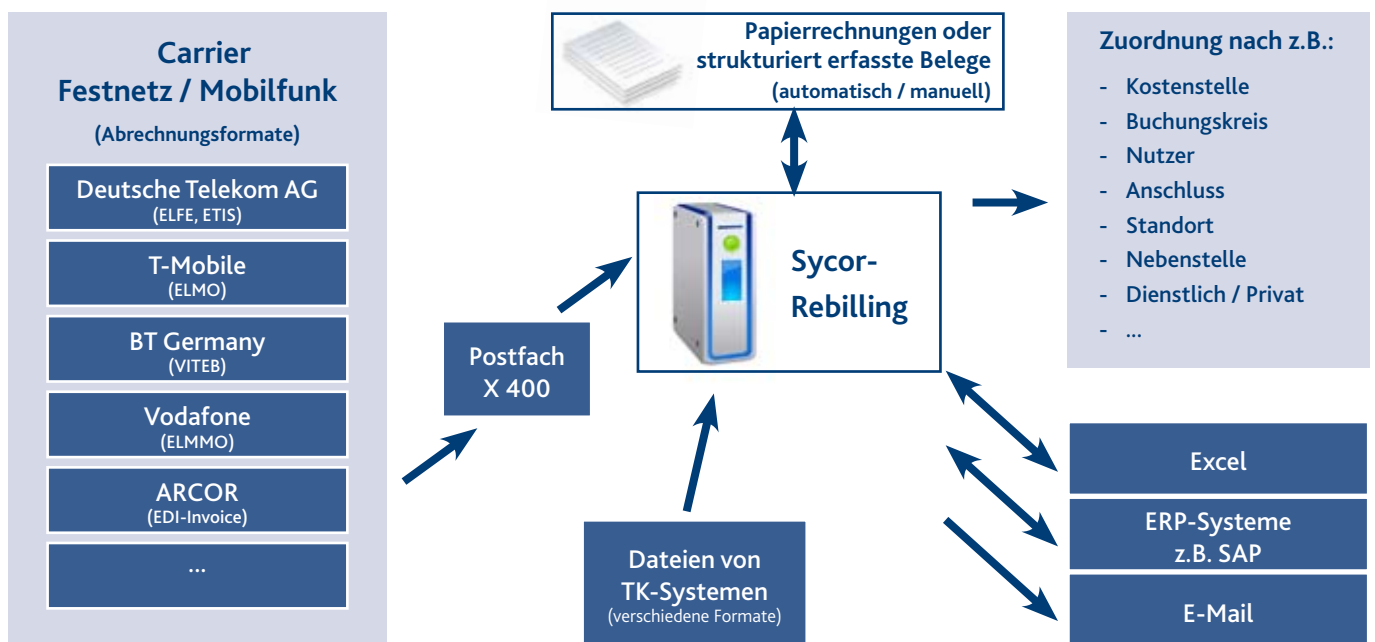 Carrier
Festnetz / Mobilfunk
(Abrechnungsformate)
Deutsche Telekom AG
(ELFE, ETIS)
T-Mobile
(ELMO)
BT Germany
(VITEB)
Vodafone
(ELMMO)
ARCOR
(EDI-Invoice)
...
Postfach
X 400
Papierrechnungen oder
strukturiert erfasste Belege
(automatisch / manuell)
Sycor-
Rebilling
Dateien von
TK-Systemen
(verschiedene Formate)
Zuordnung nach z.B.:
- Kostenstelle
- Buchungskreis
- Nutzer
- Anschluss
- Standort
- Nebenstelle
- Dienstlich / Privat
- ...
Excel
ERP-Systeme
z.B. SAP
E-Mail